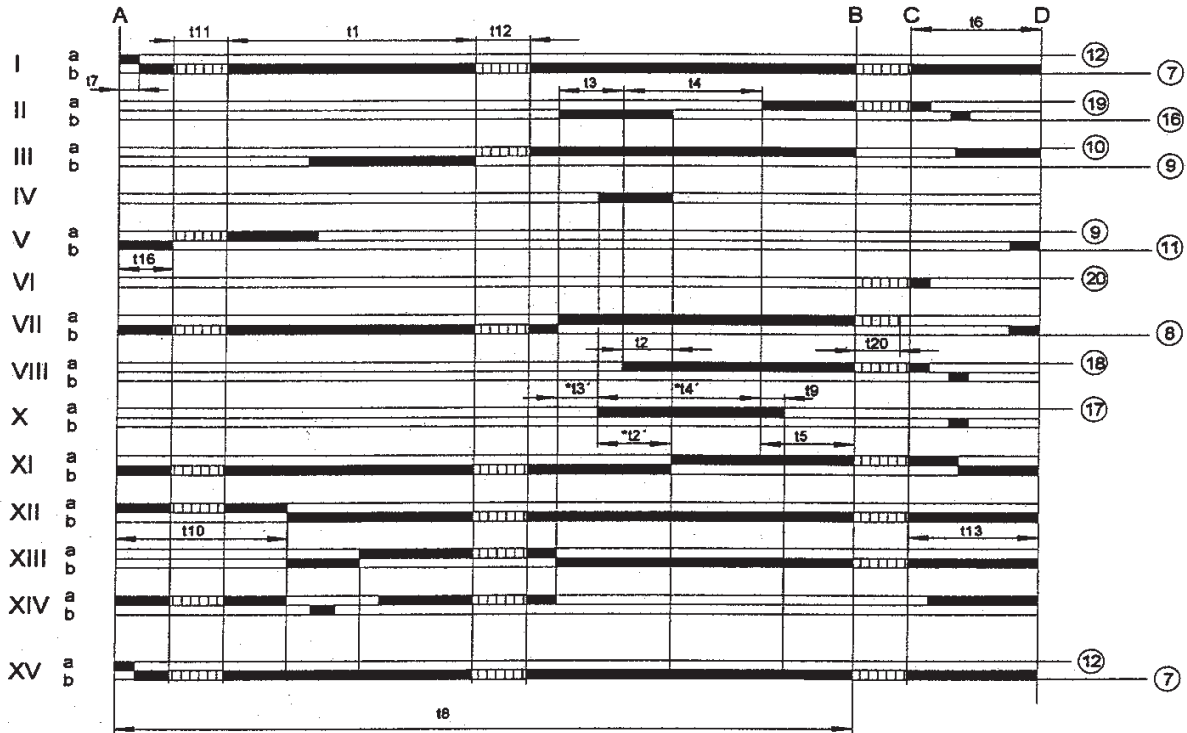 A B C D
t11 t1 t12 t6
I a 12
b 7
t7 t3 t4
II a 19
b 16
III a 10
b 9
IV
V a 9
b 11
t16
VI 20
VII a
b 8
t2 t20
VIII a 18
b
"t3´ "t4´ t9
X a 17
b
"t2´ t5
XI a
b
XII a
b
t10 t13
XIII a
b
XIV a
b
XV a 12
b 7
t8